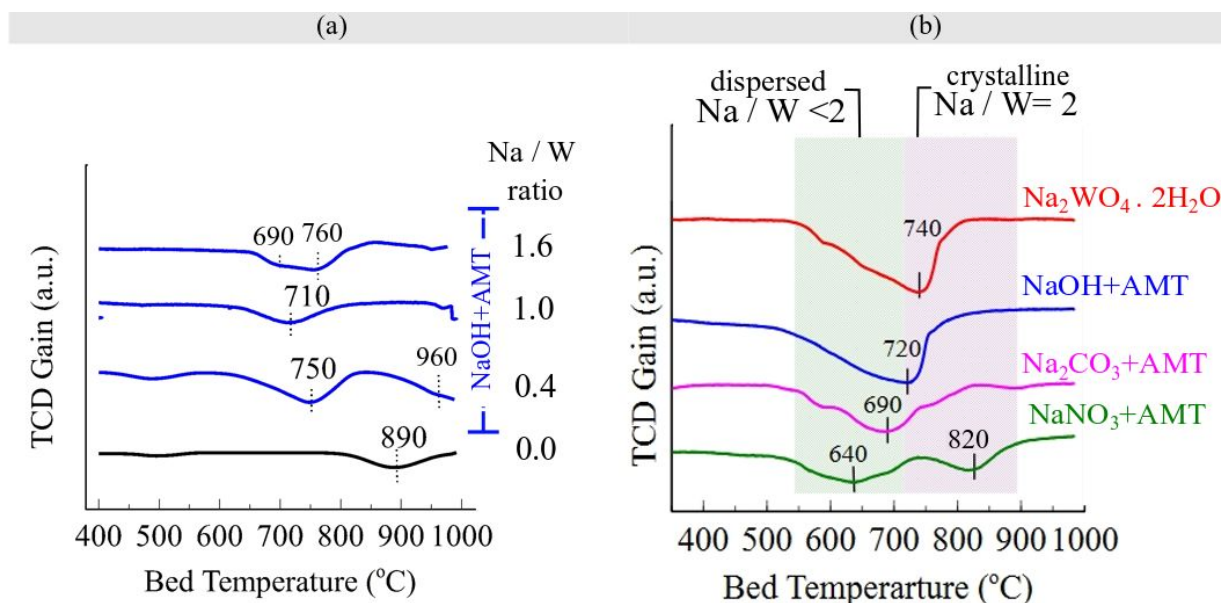 (a)
(b)
Na / W
ratio
NaOH+AMT
1.6
1.0
0.4
0.0
690
760
710
750
960
890
TCD Gain (a.u.)
400 500 600 700 800 900 1000
Bed Temperature (°C)
dispersed
Na / W <2
crystalline
Na / W= 2
Na₂WO₄ . 2H₂O
NaOH+AMT
Na₂CO₃+AMT
NaNO₃+AMT
740
720
690
640
820
TCD Gain (a.u.)
400 500 600 700 800 900 1000
Bed Temperarture (°C)